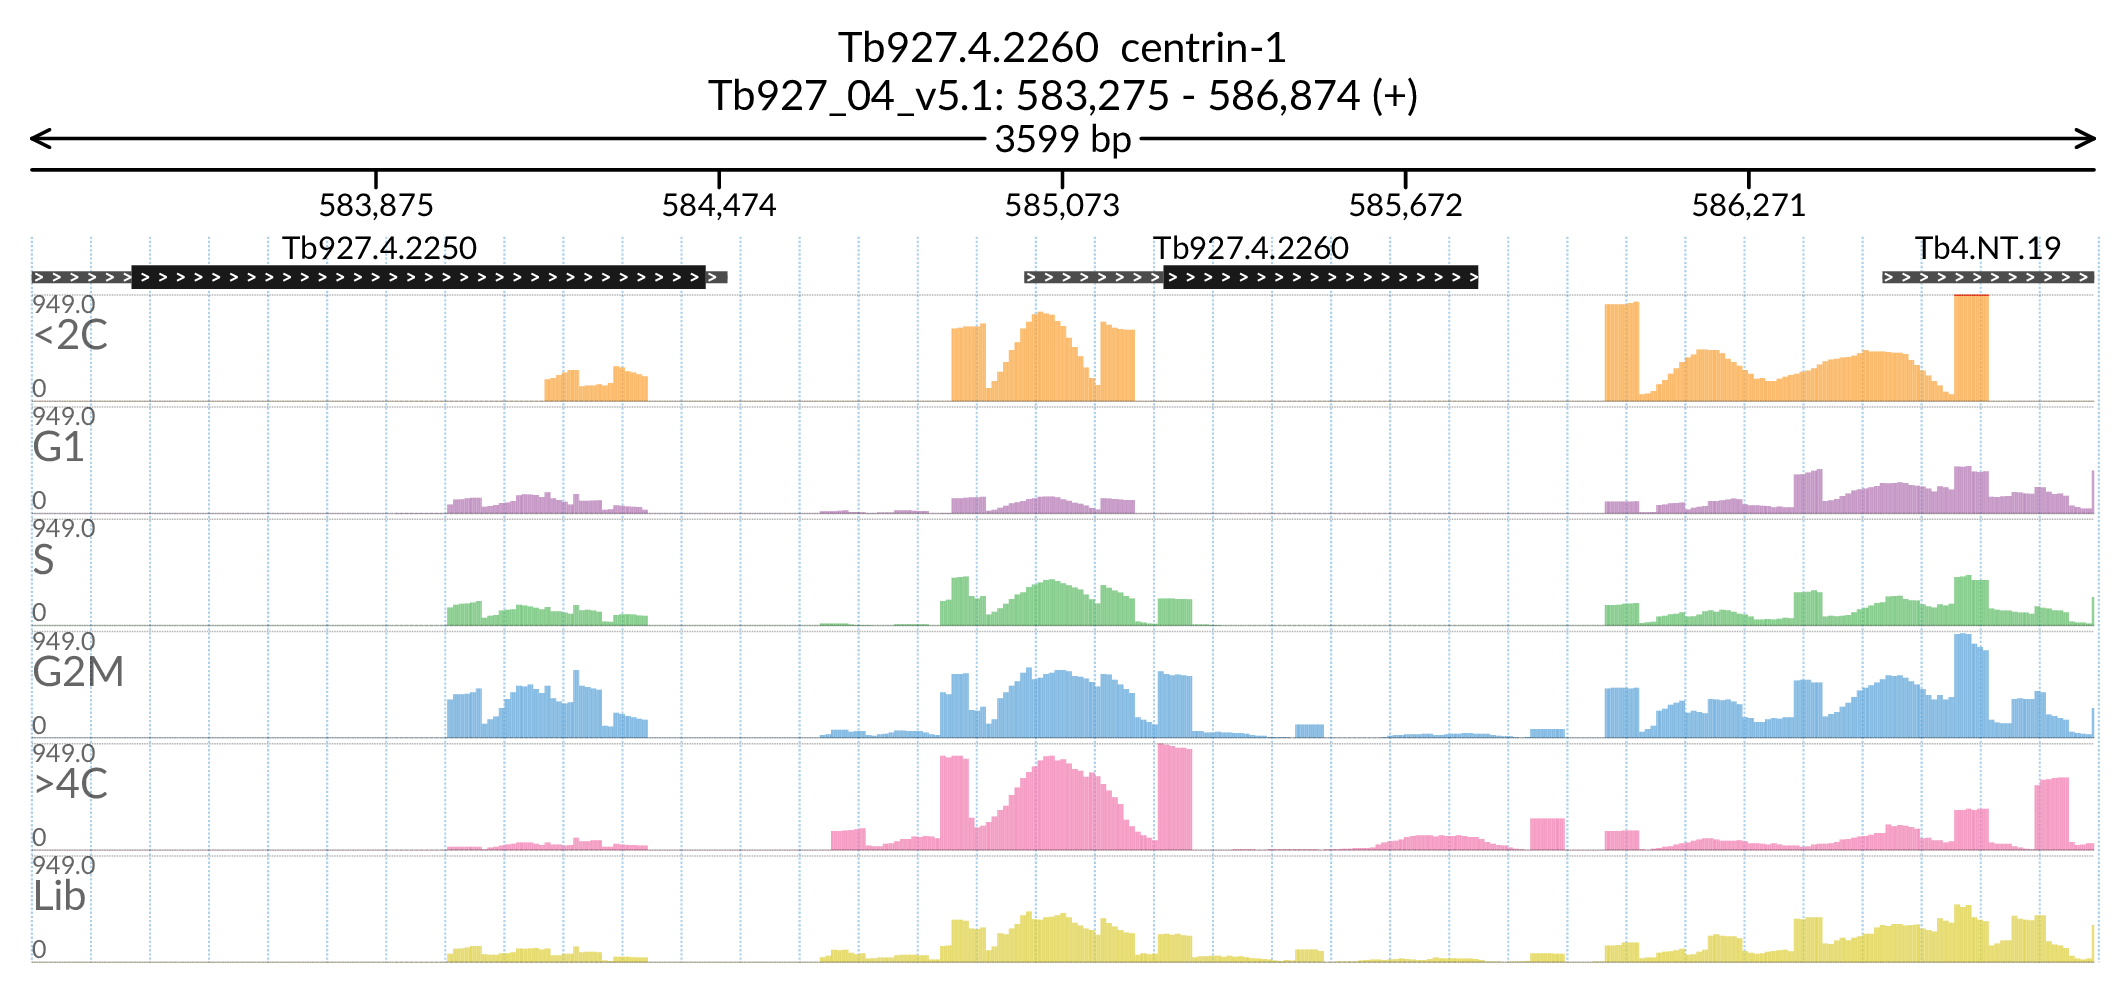 Tb927.4.2260  centrin-1
Tb927_04_v5.1: 583,275 - 586,874 (+)
3599 bp
583,875 584,474 585,073 585,672 586,271
Tb927.4.2250 Tb927.4.2260 Tb4.NT.19
949.0
<2C
0
949.0
G1
0
949.0
S
0
949.0
G2M
0
949.0
>4C
0
949.0
Lib
0